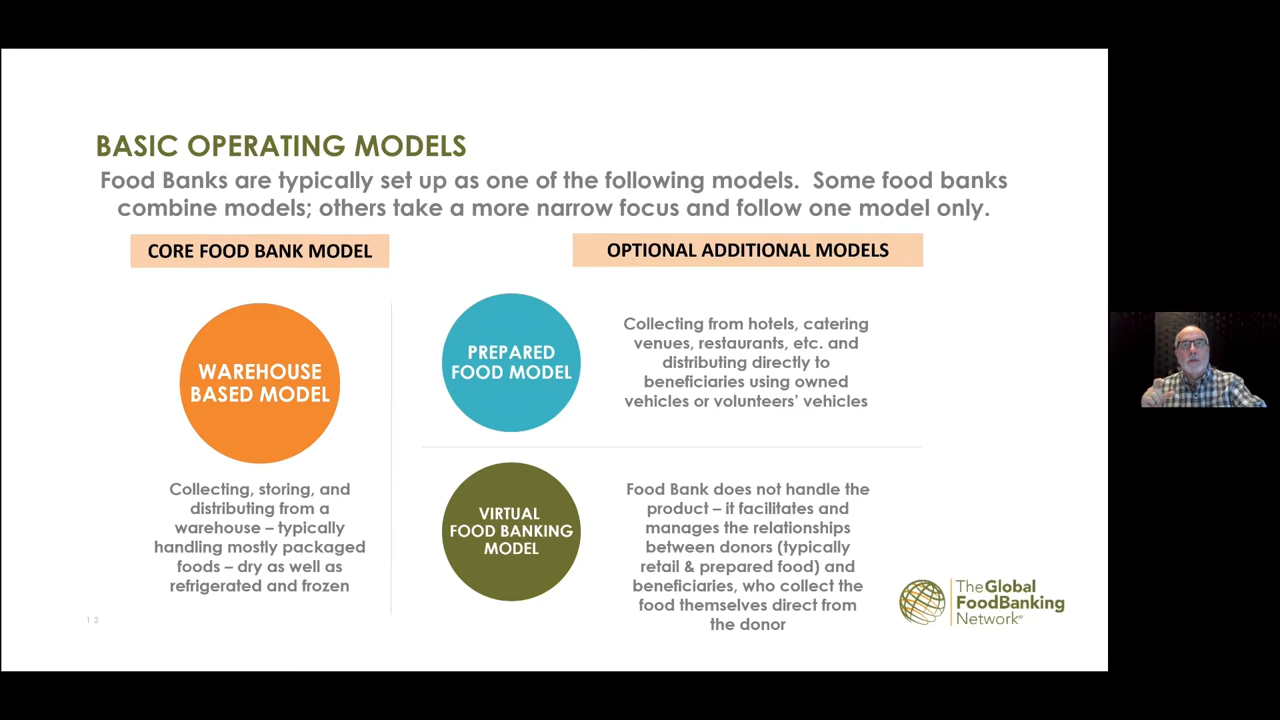 BASIC OPERATING MODELS
Food Banks are typically set up as one of the following models.  Some food banks
combine models; others take a more narrow focus and follow one model only.
CORE FOOD BANK MODEL
WAREHOUSE
BASED MODEL
Collecting, storing, and
distributing from a
warehouse – typically
handling mostly packaged
foods – dry as well as
refrigerated and frozen
OPTIONAL ADDITIONAL MODELS
PREPARED
FOOD MODEL
Collecting from hotels, catering
venues, restaurants, etc. and
distributing directly to
beneficiaries using owned
vehicles or volunteers’ vehicles
VIRTUAL
FOOD BANKING
MODEL
Food Bank does not handle the
product – it facilitates and
manages the relationships
between donors (typically
retail & prepared food) and
beneficiaries, who collect the
food themselves direct from
the donor
12
The Global
FoodBanking
Network